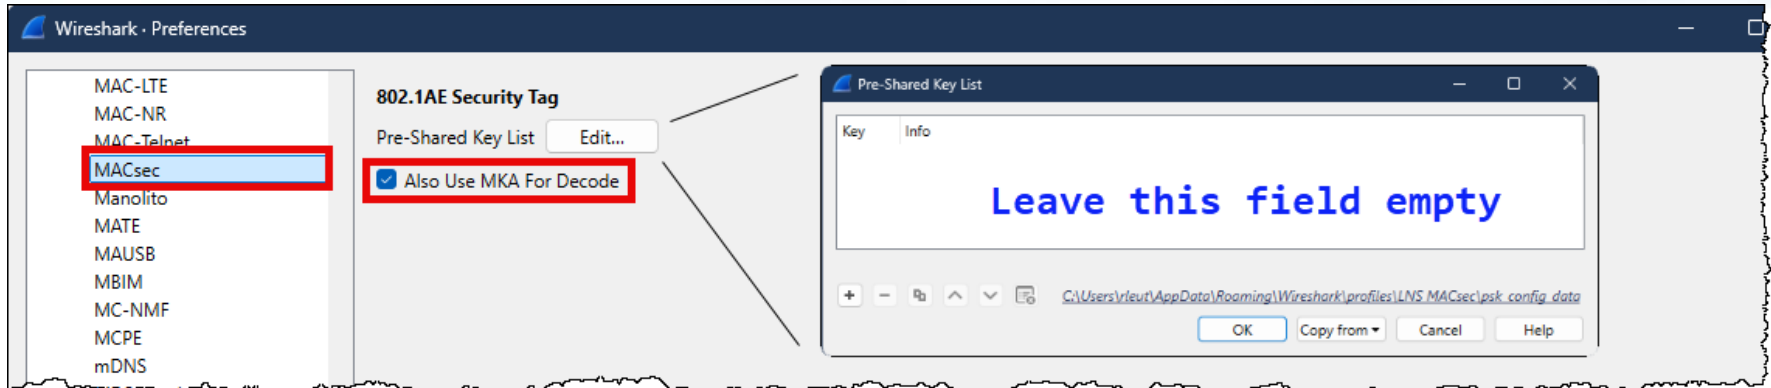 Wireshark · Preferences
MAC-LTE
MAC-NR
MAC-Telnet
MACsec
Manolito
MATE
MAUSB
MBIM
MC-NMF
MCPE
mDNS
802.1AE Security Tag
Pre-Shared Key List Edit...
Also Use MKA For Decode
Pre-Shared Key List
Key Info
Leave this field empty
C:\Users\rleut\AppData\Roaming\Wireshark\profiles\LNS MACsec\psk_config_data
OK Copy from Cancel Help